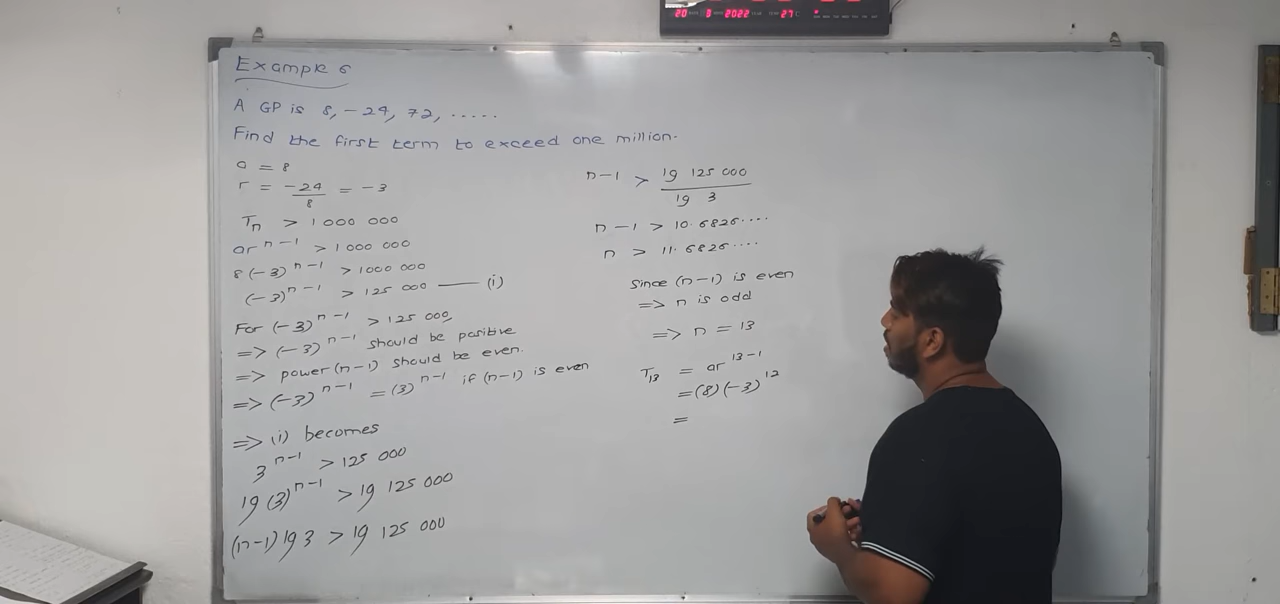 20 8 2022 27
Example 6
A GP is 8, -24, 72, .....
Find the first term to exceed one million.
a = 8
r = -24/8 = -3
Tn > 1 000 000
ar^n-1 > 1 000 000
8(-3)^n-1 > 1000 000
(-3)^n-1 > 125 000 —— (i)
For (-3)^n-1 > 125 000,
=> (-3)^n-1 should be positive
=> power (n-1) should be even.
=> (-3)^n-1 = (3)^n-1 if (n-1) is even
=> (i) becomes
3^n-1 > 125 000
lg (3)^n-1 > lg 125 000
(n-1) lg 3 > lg 125 000
n-1 > lg 125 000 / lg 3
n-1 > 10.6826....
n > 11.6826....
Since (n-1) is even
=> n is odd
=> n = 13
T13 = ar^13-1
= (8)(-3)^12
=